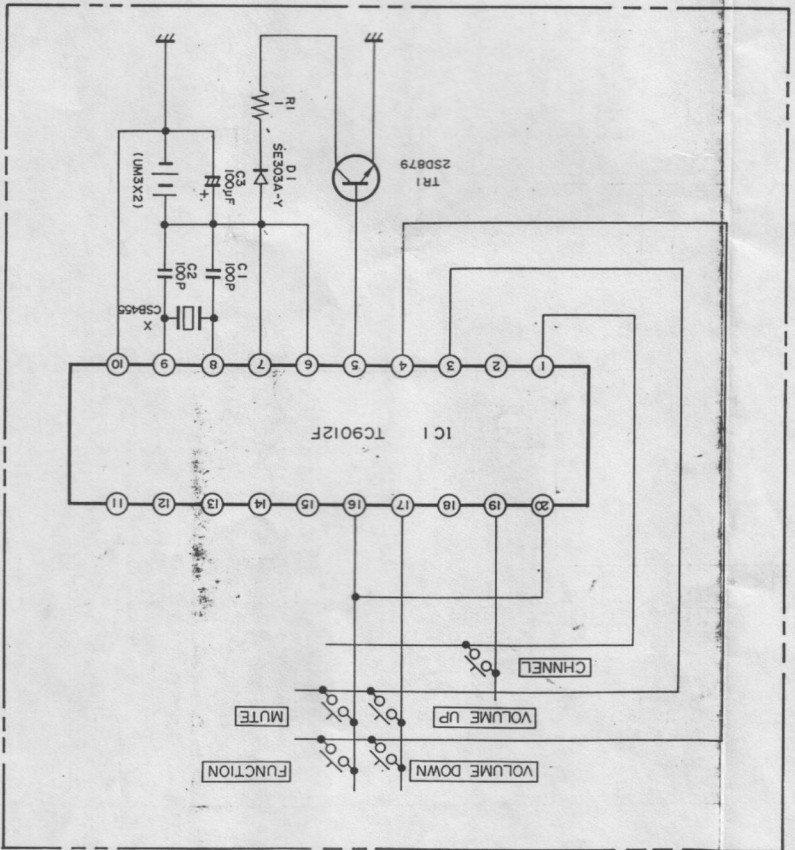 VOLUME DOWN
FUNCTION
VOLUME UP
MUTE
CHNNEL
20 19 18 17 16 15 14 13 12 11
IC1 TC9012F
1 2 3 4 5 6 7 8 9 10
X
CSB455
C1
100P
C2
100P
TR1
2SD879
D1
SE303A-Y
+
C3
100µF
(UM3X2)
R1
1